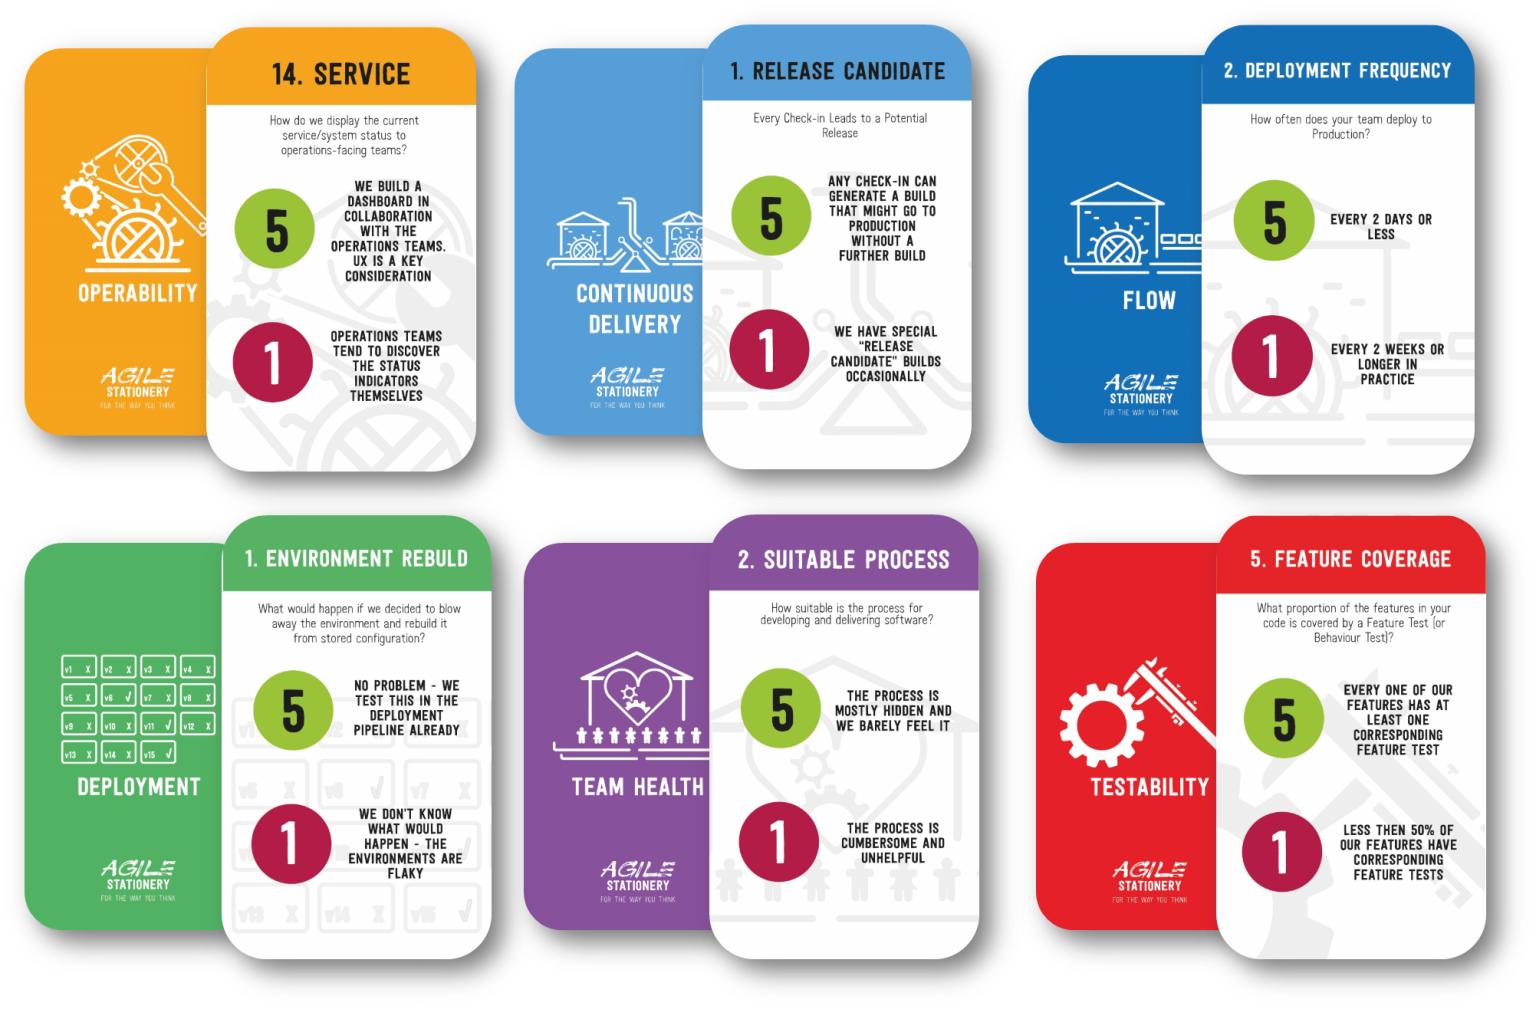 14. SERVICE
How do we display the current
service/system status to
operations-facing teams?
5
WE BUILD A
DASHBOARD IN
COLLABORATION
WITH THE
OPERATIONS TEAMS.
UX IS A KEY
CONSIDERATION
1
OPERATIONS TEAMS
TEND TO DISCOVER
THE STATUS
INDICATORS
THEMSELVES
OPERABILITY
AGILE
STATIONERY
FOR THE WAY YOU THINK
1. RELEASE CANDIDATE
Every Check-in Leads to a Potential
Release
5
ANY CHECK-IN CAN
GENERATE A BUILD
THAT MIGHT GO TO
PRODUCTION
WITHOUT A
FURTHER BUILD
1
WE HAVE SPECIAL
"RELEASE
CANDIDATE" BUILDS
OCCASIONALLY
CONTINUOUS
DELIVERY
AGILE
STATIONERY
FOR THE WAY YOU THINK
2. DEPLOYMENT FREQUENCY
How often does your team deploy to
Production?
5
EVERY 2 DAYS OR
LESS
1
EVERY 2 WEEKS OR
LONGER IN
PRACTICE
FLOW
AGILE
STATIONERY
FOR THE WAY YOU THINK
1. ENVIRONMENT REBUILD
What would happen if we decided to blow
away the environment and rebuild it
from stored configuration?
5
NO PROBLEM - WE
TEST THIS IN THE
DEPLOYMENT
PIPELINE ALREADY
1
WE DON'T KNOW
WHAT WOULD
HAPPEN - THE
ENVIRONMENTS ARE
FLAKY
v1 X v2 X v3 X v4 X
v5 X v6 √ v7 X v8 X
v9 X v10 X v11 √ v12 X
v13 X v14 X v15 √
DEPLOYMENT
AGILE
STATIONERY
FOR THE WAY YOU THINK
v5 X v6 √ v7 X
v13 X v14 X v15 √
2. SUITABLE PROCESS
How suitable is the process for
developing and delivering software?
5
THE PROCESS IS
MOSTLY HIDDEN AND
WE BARELY FEEL IT
1
THE PROCESS IS
CUMBERSOME AND
UNHELPFUL
TEAM HEALTH
AGILE
STATIONERY
FOR THE WAY YOU THINK
5. FEATURE COVERAGE
What proportion of the features in your
code is covered by a Feature Test (or
Behaviour Test)?
5
EVERY ONE OF OUR
FEATURES HAS AT
LEAST ONE
CORRESPONDING
FEATURE TEST
1
LESS THEN 50% OF
OUR FEATURES HAVE
CORRESPONDING
FEATURE TESTS
TESTABILITY
AGILE
STATIONERY
FOR THE WAY YOU THINK